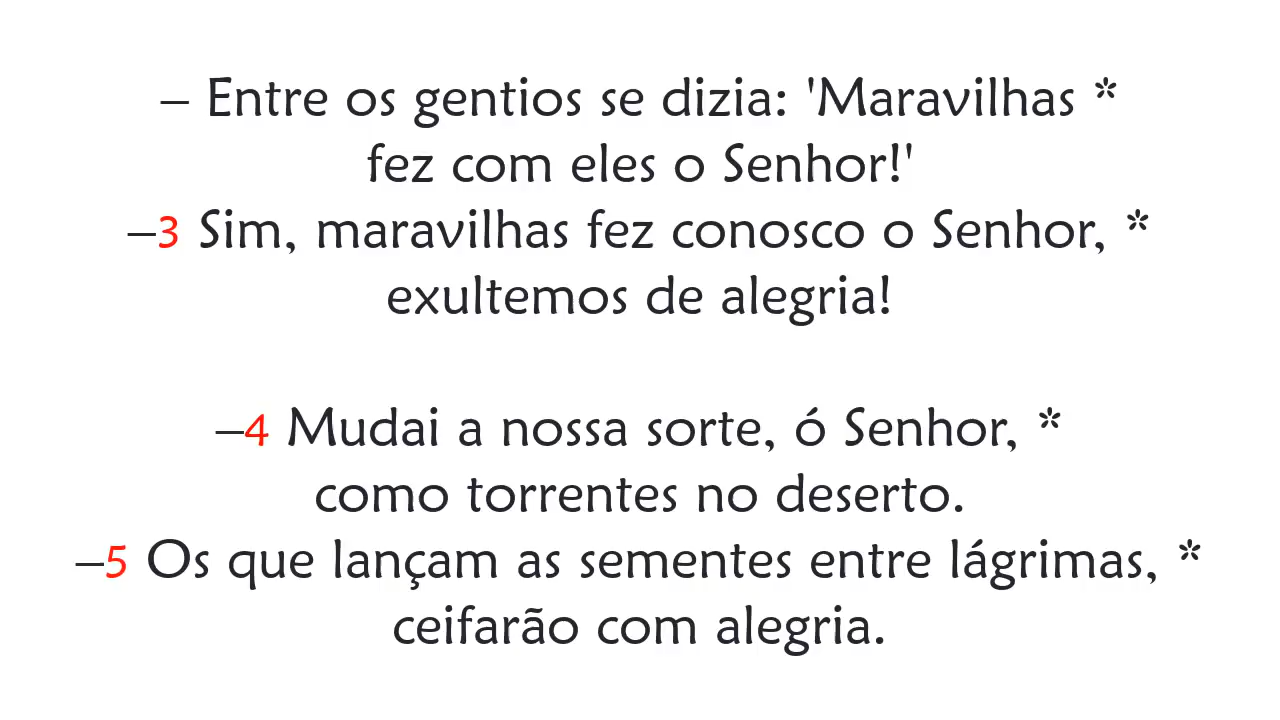 – Entre os gentios se dizia: 'Maravilhas *
fez com eles o Senhor!'
–3 Sim, maravilhas fez conosco o Senhor, *
exultemos de alegria!
–4 Mudai a nossa sorte, ó Senhor, *
como torrentes no deserto.
–5 Os que lançam as sementes entre lágrimas, *
ceifarão com alegria.